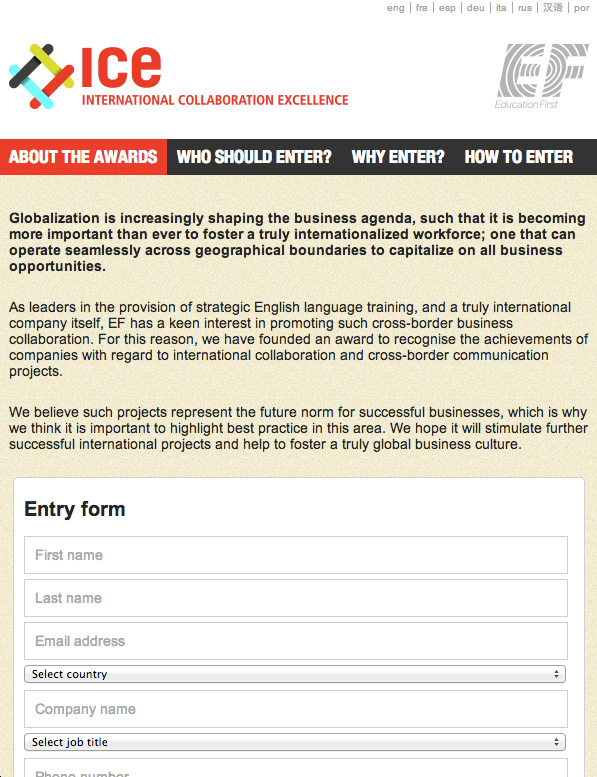 eng | fra | esp | deu | ita | rus | 汉语 | por
ICE
INTERNATIONAL COLLABORATION EXCELLENCE
EF
Education First
ABOUT THE AWARDS WHO SHOULD ENTER? WHY ENTER? HOW TO ENTER
Globalization is increasingly shaping the business agenda, such that it is becoming
more important than ever to foster a truly internationalized workforce; one that can
operate seamlessly across geographical boundaries to capitalize on all business
opportunities.
As leaders in the provision of strategic English language training, and a truly international
company itself, EF has a keen interest in promoting such cross-border business
collaboration. For this reason, we have founded an award to recognise the achievements of
companies with regard to international collaboration and cross-border communication
projects.
We believe such projects represent the future norm for successful businesses, which is why
we think it is important to highlight best practice in this area. We hope it will stimulate further
successful international projects and help to foster a truly global business culture.
Entry form
First name
Last name
Email address
Select country
Company name
Select job title
Phone number